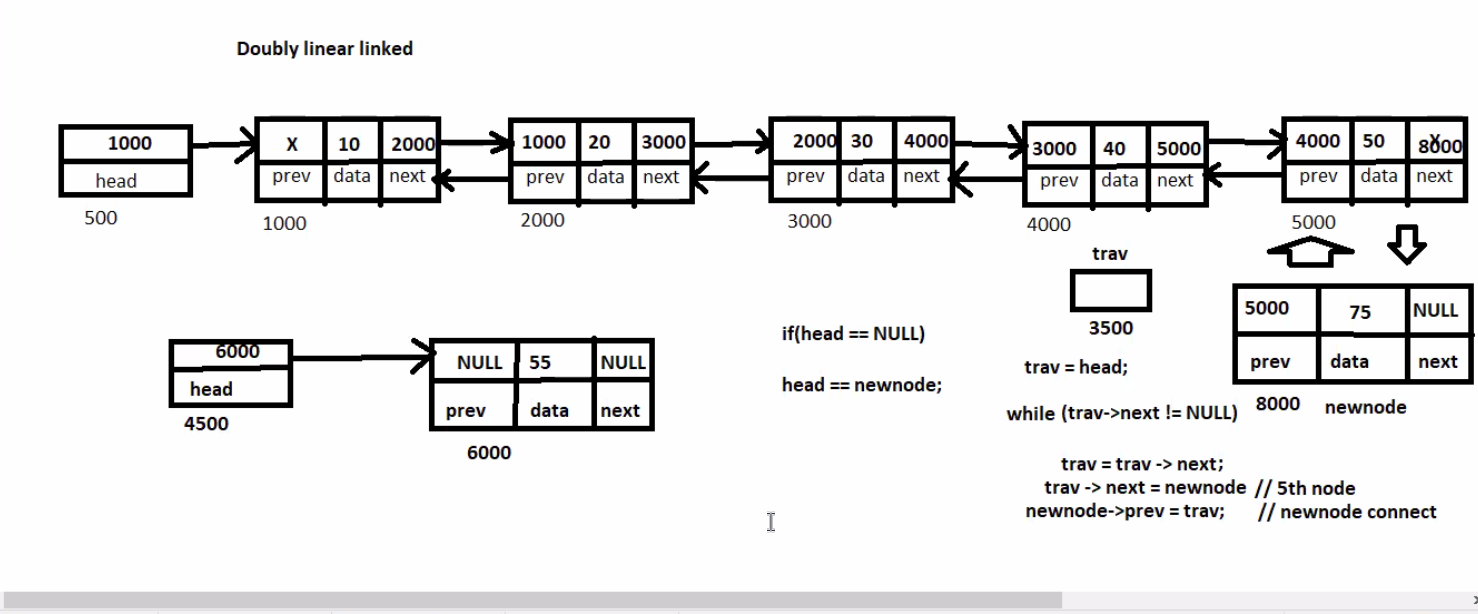 Doubly linear linked
1000
head
500
X 10 2000
prev data next
1000
1000 20 3000
prev data next
2000
2000 30 4000
prev data next
3000
3000 40 5000
prev data next
4000
4000 50 X 8000
prev data next
5000
6000
head
4500
NULL 55 NULL
prev data next
6000
if(head == NULL)
head == newnode;
trav
3500
trav = head;
while (trav->next != NULL)
trav = trav -> next;
trav -> next = newnode // 5th node
newnode->prev = trav; // newnode connect
5000 75 NULL
prev data next
8000 newnode